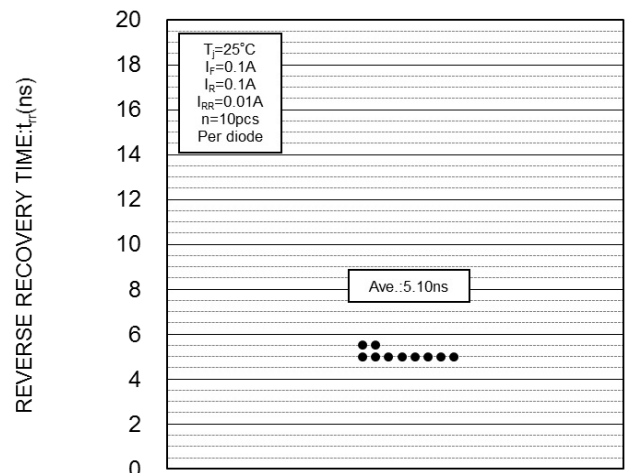 REVERSE RECOVERY TIME:trr(ns)
20
18
16
14
12
10
8
6
4
2
0
Tj=25°C
IF=0.1A
IR=0.1A
IRR=0.01A
n=10pcs
Per diode
Ave.:5.10ns